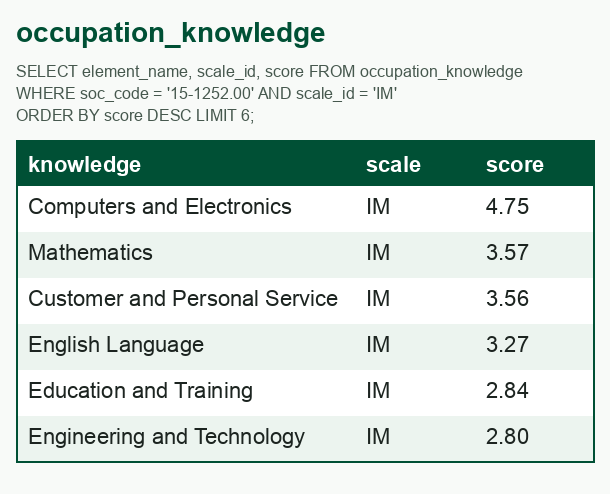 occupation_knowledge
SELECT element_name, scale_id, score FROM occupation_knowledge
WHERE soc_code = '15-1252.00' AND scale_id = 'IM'
ORDER BY score DESC LIMIT 6;
knowledge scale score
Computers and Electronics IM 4.75
Mathematics IM 3.57
Customer and Personal Service IM 3.56
English Language IM 3.27
Education and Training IM 2.84
Engineering and Technology IM 2.80